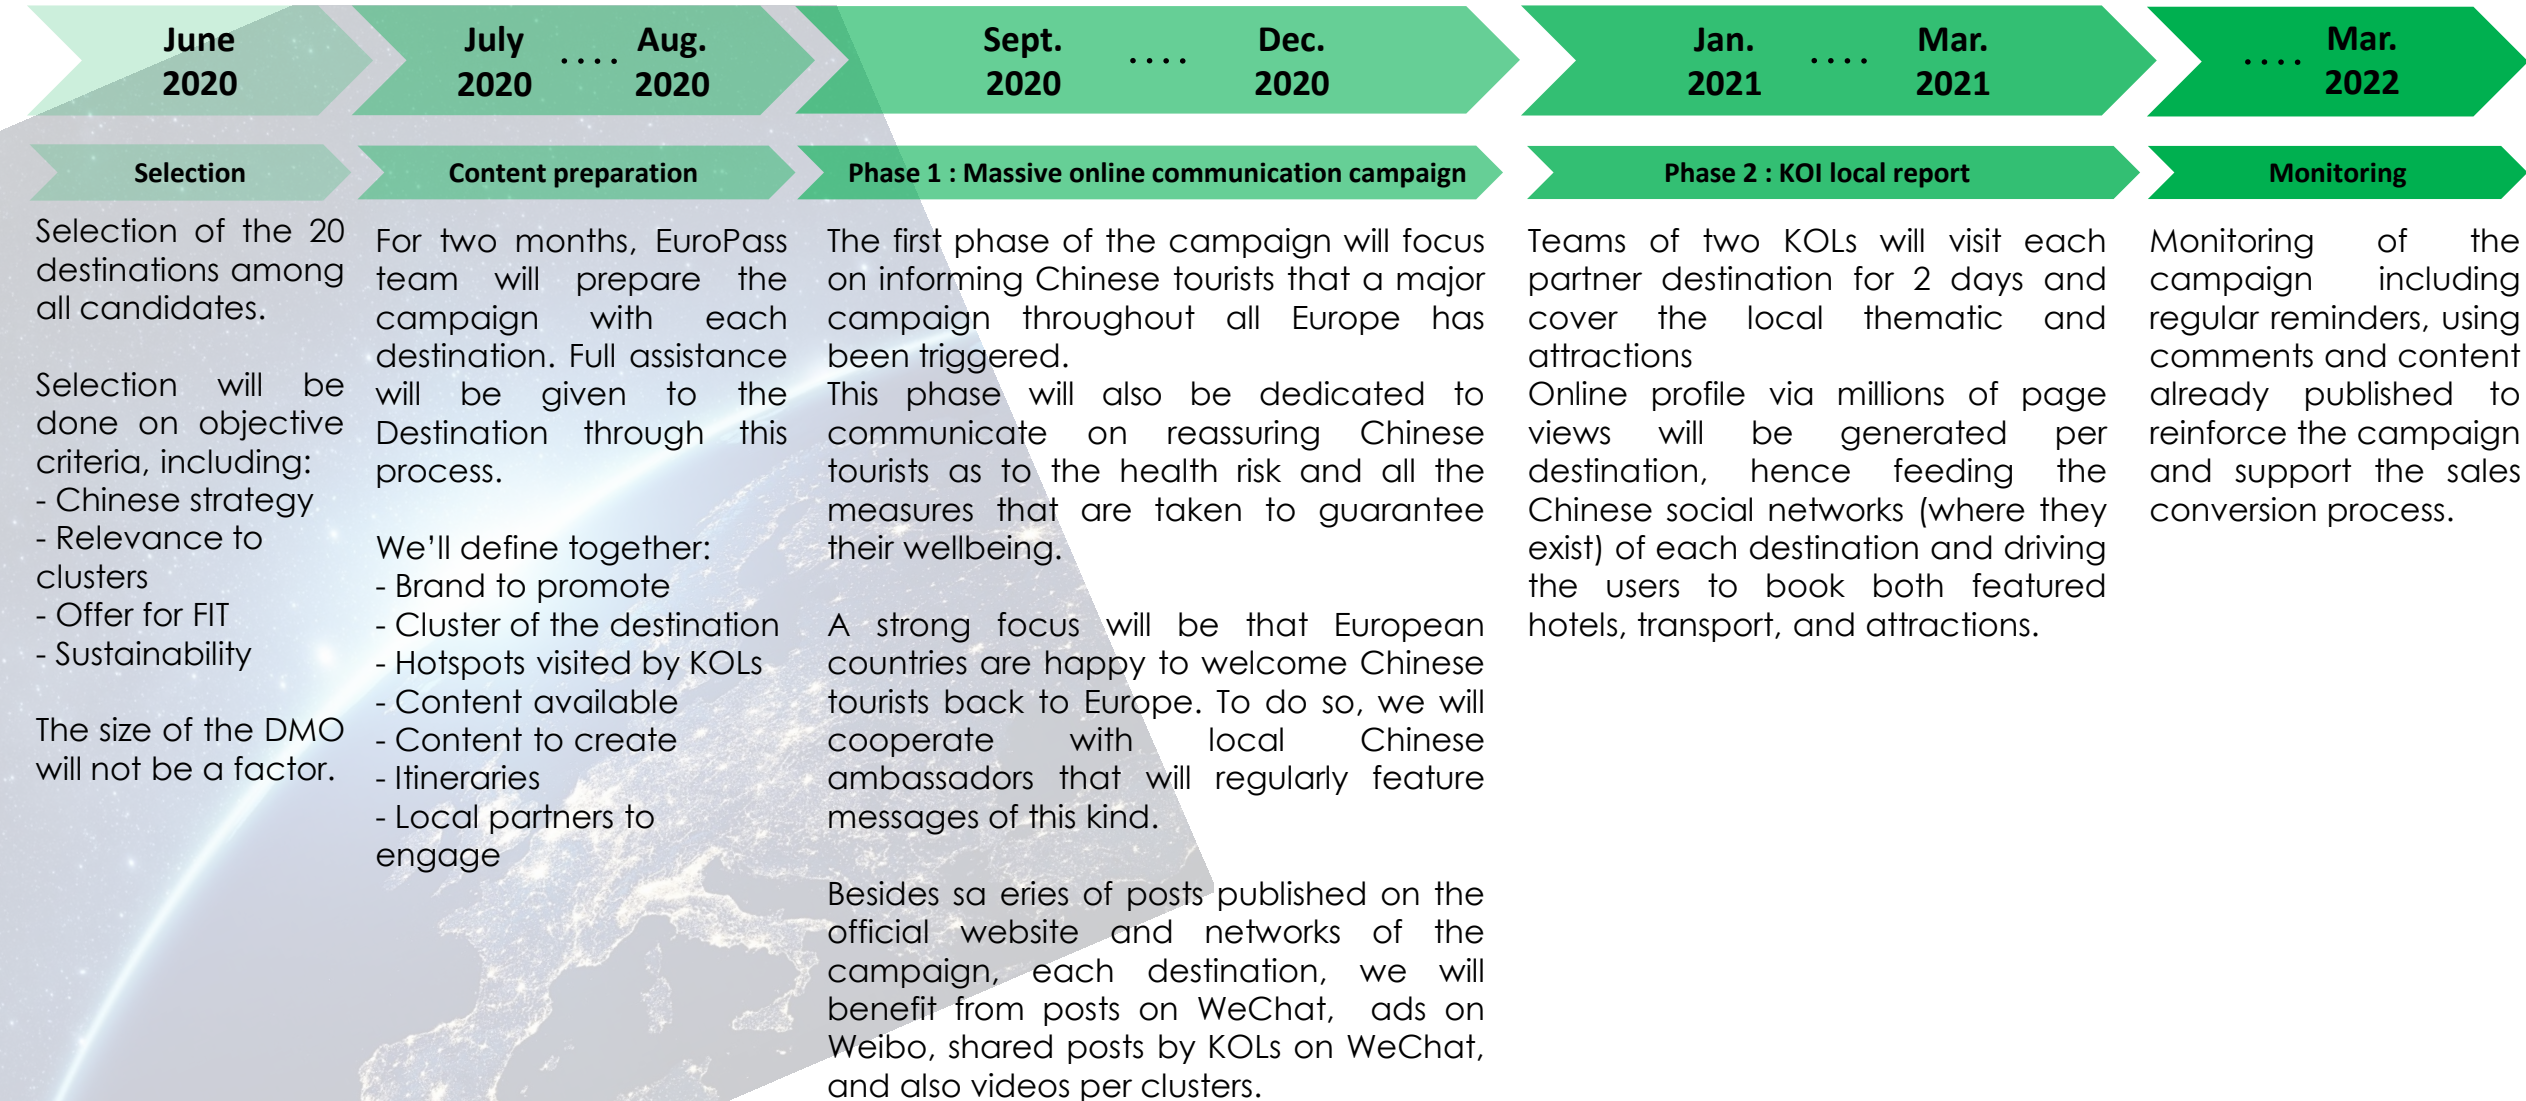 June
2020
July
2020
....
Aug.
2020
Sept.
2020
....
Dec.
2020
Jan.
2021
....
Mar.
2021
....
Mar.
2022
Selection
Content preparation
Phase 1 : Massive online communication campaign
Phase 2 : KOI local report
Monitoring
Selection of the 20
destinations among
all candidates.
Selection will be
done on objective
criteria, including:
- Chinese strategy
- Relevance to
clusters
- Offer for FIT
- Sustainability
The size of the DMO
will not be a factor.
For two months, EuroPass
team will prepare the
campaign with each
destination. Full assistance
will be given to the
Destination through this
process.
We’ll define together:
- Brand to promote
- Cluster of the destination
- Hotspots visited by KOLs
- Content available
- Content to create
- Itineraries
- Local partners to
engage
The first phase of the campaign will focus
on informing Chinese tourists that a major
campaign throughout all Europe has
been triggered.
This phase will also be dedicated to
communicate on reassuring Chinese
tourists as to the health risk and all the
measures that are taken to guarantee
their wellbeing.
A strong focus will be that European
countries are happy to welcome Chinese
tourists back to Europe. To do so, we will
cooperate with local Chinese
ambassadors that will regularly feature
messages of this kind.
Besides sa eries of posts published on the
official website and networks of the
campaign, each destination, we will
benefit from posts on WeChat, ads on
Weibo, shared posts by KOLs on WeChat,
and also videos per clusters.
Teams of two KOLs will visit each
partner destination for 2 days and
cover the local thematic and
attractions
Online profile via millions of page
views will be generated per
destination, hence feeding the
Chinese social networks (where they
exist) of each destination and driving
the users to book both featured
hotels, transport, and attractions.
Monitoring of the
campaign including
regular reminders, using
comments and content
already published to
reinforce the campaign
and support the sales
conversion process.